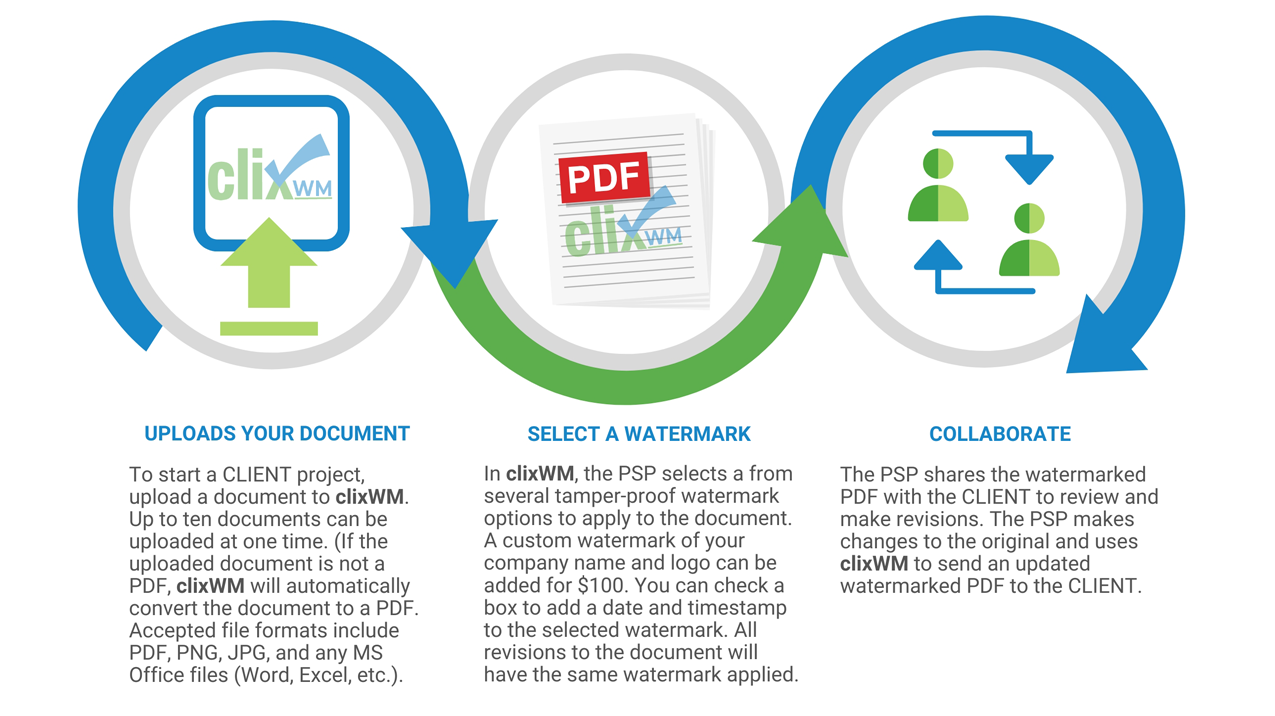 clix WM
PDF
clix WM
UPLOADS YOUR DOCUMENT
To start a CLIENT project,
upload a document to clixWM.
Up to ten documents can be
uploaded at one time. (If the
uploaded document is not a
PDF, clixWM will automatically
convert the document to a PDF.
Accepted file formats include
PDF, PNG, JPG, and any MS
Office files (Word, Excel, etc.).
SELECT A WATERMARK
In clixWM, the PSP selects a from
several tamper-proof watermark
options to apply to the document.
A custom watermark of your
company name and logo can be
added for $100. You can check a
box to add a date and timestamp
to the selected watermark. All
revisions to the document will
have the same watermark applied.
COLLABORATE
The PSP shares the watermarked
PDF with the CLIENT to review and
make revisions. The PSP makes
changes to the original and uses
clixWM to send an updated
watermarked PDF to the CLIENT.